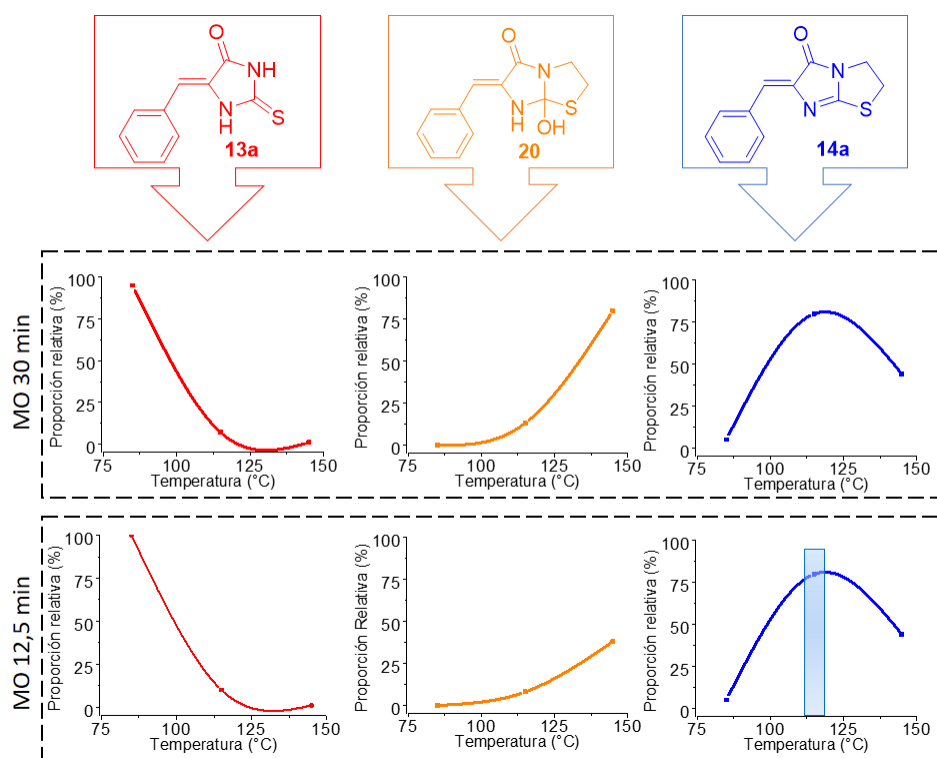 O
NH
N
H
S
13a
O
N
N
H
S
OH
20
O
N
N
S
14a
MO 30 min
Proporción relativa (%)
100
75
50
25
0
75 100 125 150
Temperatura (°C)
Proporción relativa (%)
100
75
50
25
0
75 100 125 150
Temperatura (°C)
Proporción relativa (%)
100
75
50
25
0
75 100 125 150
Temperatura (°C)
MO 12,5 min
Proporción relativa (%)
100
75
50
25
0
75 100 125 150
Temperatura (°C)
Proporción Relativa (%)
100
75
50
25
0
75 100 125 150
Temperatura (°C)
Proporción relativa (%)
100
75
50
25
0
75 100 125 150
Temperatura (°C)